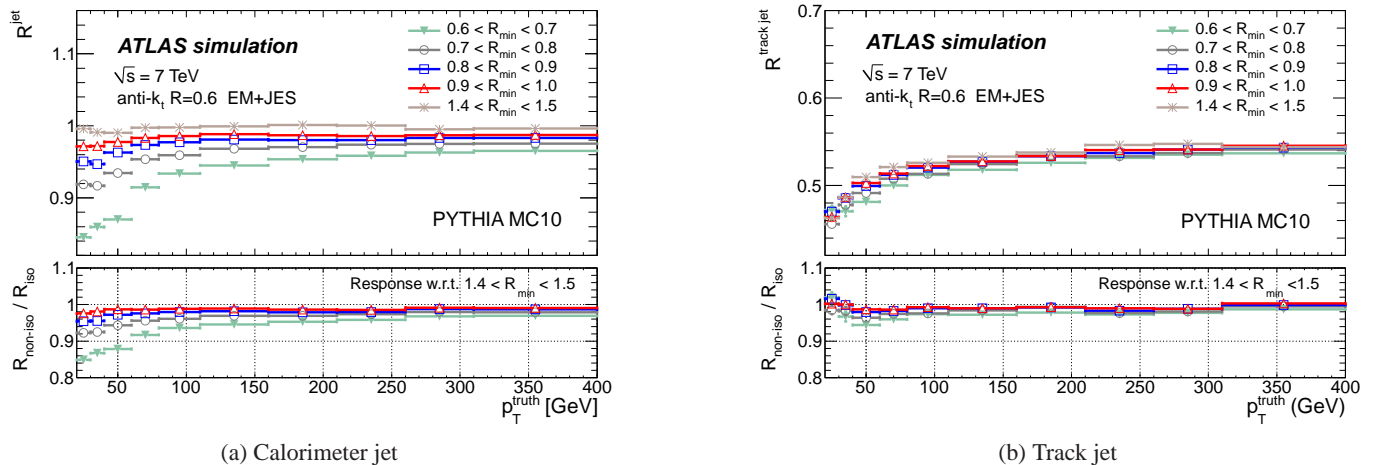 R^jet
1.1
1
0.9
ATLAS simulation
√s = 7 TeV
anti-k_t R=0.6 EM+JES
0.6 < R_min < 0.7
0.7 < R_min < 0.8
0.8 < R_min < 0.9
0.9 < R_min < 1.0
1.4 < R_min < 1.5
PYTHIA MC10
R_non-iso / R_iso
1.1
1
0.9
0.8
Response w.r.t. 1.4 < R_min < 1.5
50 100 150 200 250 300 350 400
p_T^truth [GeV]
(a) Calorimeter jet
R^track jet
0.7
0.6
0.5
ATLAS simulation
√s = 7 TeV
anti-k_t R=0.6 EM+JES
0.6 < R_min < 0.7
0.7 < R_min < 0.8
0.8 < R_min < 0.9
0.9 < R_min < 1.0
1.4 < R_min < 1.5
PYTHIA MC10
R_non-iso / R_iso
1.1
1
0.9
0.8
Response w.r.t. 1.4 < R_min <1.5
50 100 150 200 250 300 350 400
p_T^truth (GeV)
(b) Track jet